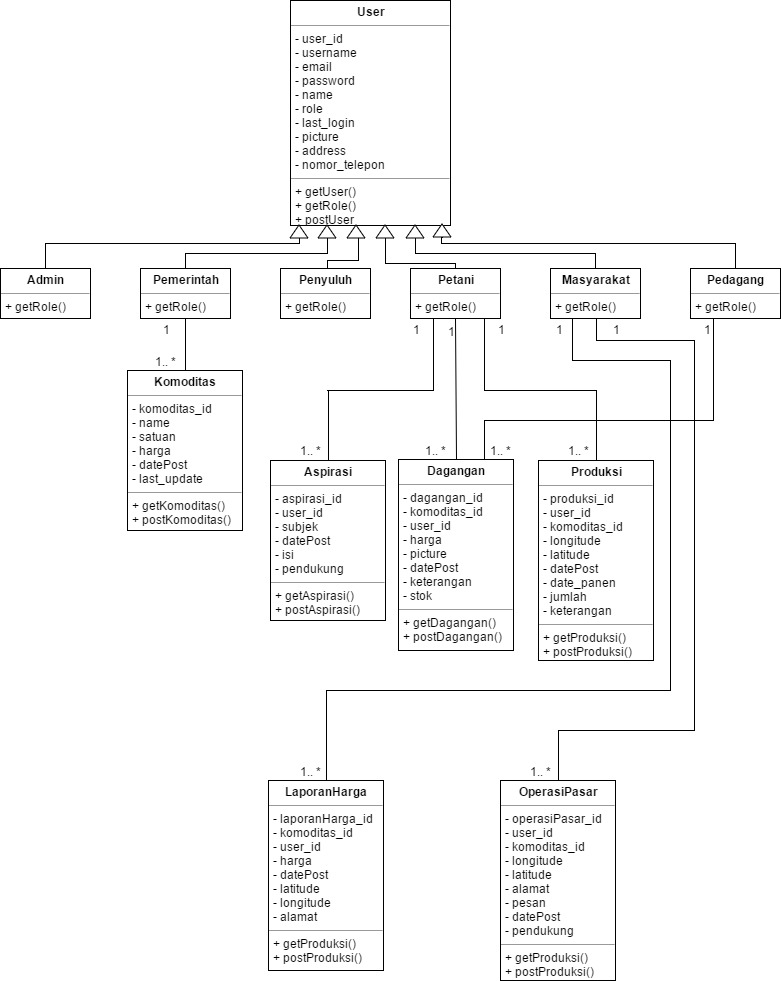 User
- user_id
- username
- email
- password
- name
- role
- last_login
- picture
- address
- nomor_telepon
+ getUser()
+ getRole()
+ postUser
Admin
+ getRole()
Pemerintah
+ getRole()
Penyuluh
+ getRole()
Petani
+ getRole()
Masyarakat
+ getRole()
Pedagang
+ getRole()
1
1
1
1
1
1
1
1.. *
Komoditas
- komoditas_id
- name
- satuan
- harga
- datePost
- last_update
+ getKomoditas()
+ postKomoditas()
1.. *
1.. *
1.. *
1.. *
Aspirasi
- aspirasi_id
- user_id
- subjek
- datePost
- isi
- pendukung
+ getAspirasi()
+ postAspirasi()
Dagangan
- dagangan_id
- komoditas_id
- user_id
- harga
- picture
- datePost
- keterangan
- stok
+ getDagangan()
+ postDagangan()
Produksi
- produksi_id
- user_id
- komoditas_id
- longitude
- latitude
- datePost
- date_panen
- jumlah
- keterangan
+ getProduksi()
+ postProduksi()
1.. *
1.. *
LaporanHarga
- laporanHarga_id
- komoditas_id
- user_id
- harga
- datePost
- latitude
- longitude
- alamat
+ getProduksi()
+ postProduksi()
OperasiPasar
- operasiPasar_id
- user_id
- komoditas_id
- longitude
- latitude
- alamat
- pesan
- datePost
- pendukung
+ getProduksi()
+ postProduksi()